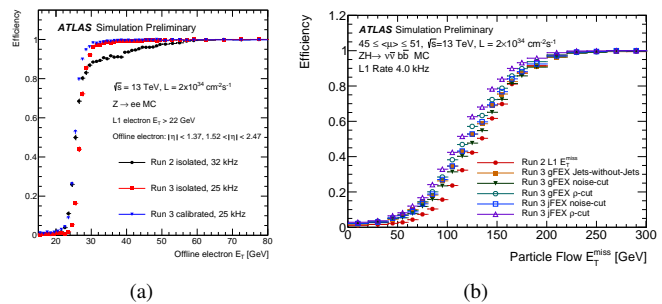 Efficiency
ATLAS Simulation Preliminary
√s = 13 TeV, L = 2x10³⁴ cm⁻²s⁻¹
Z → ee MC
L1 electron E_T > 22 GeV
Offline electron: |η| < 1.37, 1.52 <|η| < 2.47
Run 2 isolated, 32 kHz
Run 3 isolated, 25 kHz
Run 3 calibrated, 25 kHz
1
0.8
0.6
0.4
0.2
0
20 30 40 50 60 70 80
Offline electron E_T [GeV]
(a)
Efficiency
ATLAS Simulation Preliminary
45 ≤ <μ> ≤ 51, √s=13 TeV, L = 2×10³⁴ cm⁻²s⁻¹
ZH→ νν̄ bb̄ MC
L1 Rate 4.0 kHz
Run 2 L1 E_T^miss
Run 3 gFEX Jets-without-Jets
Run 3 gFEX noise-cut
Run 3 gFEX ρ-cut
Run 3 jFEX noise-cut
Run 3 jFEX ρ-cut
1.2
1.0
0.8
0.6
0.4
0.2
0.0
0 50 100 150 200 250 300
Particle Flow E_T^miss [GeV]
(b)